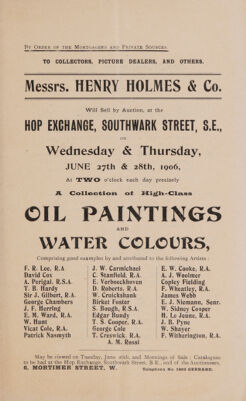 By Order of the Mortgagees and Private Sources.
TO COLLECTORS, PICTURE DEALERS, AND OTHERS.
Messrs. HENRY HOLMES & Co.
Will Sell by Auction, at the
HOP EXCHANGE, SOUTHWARK STREET, S.E.,
ON
Wednesday & Thursday,
JUNE 27th & 28th, 1906,
At TWO o'clock each day precisely
A Collection of High-Class
OIL PAINTINGS
AND
WATER COLOURS,
Comprising good examples by and attributed to the following Artists:
F. R. Lee, R.A.
David Cox
A. Perigal, R.S.A.
T. B. Hardy
Sir J. Gilbert, R.A.
George Chambers
J. F. Herring
E. M. Ward, R.A.
W. Hunt
Vicat Cole, R.A.
Patrick Nasmyth
J. W. Carmichael
C. Stanfield, R.A.
E. Verboeckhoven
D. Roberts, R.A.
W. Cruickshank
Birket Foster
S. Bough, R.S.A.
Edgar Bundy
T. S. Cooper, R.A.
George Cole
T. Creswick, R.A.
A. M. Rossi
E. W. Cooke, R.A.
A. J. Woolmer
Copley Fielding
F. Wheatley, R.A.
James Webb
E. J. Niemann, Senr.
W. Sidney Cooper
H. Le Jeune, R.A.
J. B. Pyne
W. Shayer
F. Witherington, R.A.
May be viewed on Tuesday, June 26th, and Mornings of Sale: Catalogues
to be had at the Hop Exchange, Southwark Street, S.E., and of the Auctioneers,
6, MORTIMER STREET, W.
Telephone No. Gerrard.